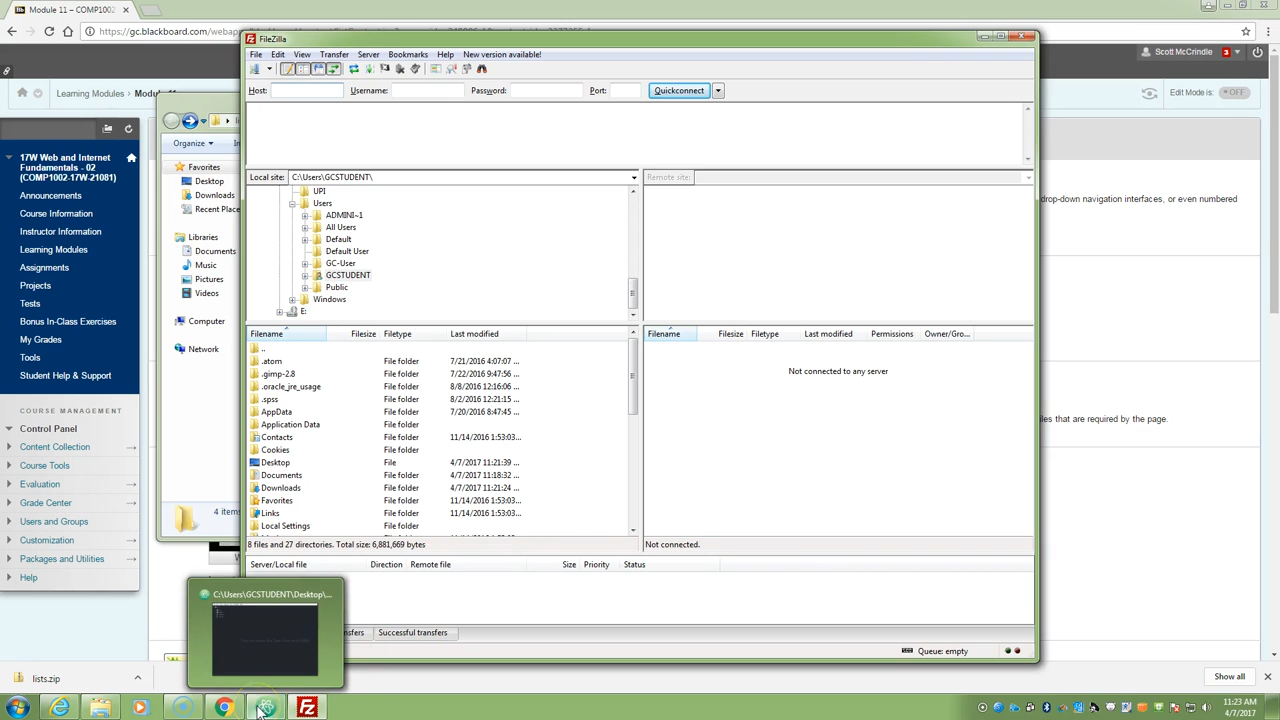 Module 11 – COMP1002
https://gc.blackboard.com/webap
Scott McCrindle
3
Learning Modules
Edit Mode is:
OFF
17W Web and Internet
Fundamentals - 02
(COMP1002-17W-21081)
Announcements
Course Information
Instructor Information
Learning Modules
Assignments
Projects
Tests
Bonus In-Class Exercises
My Grades
Tools
Student Help & Support
COURSE MANAGEMENT
Control Panel
Content Collection
Course Tools
Evaluation
Grade Center
Users and Groups
Customization
Packages and Utilities
Help
Organize
Favorites
Desktop
Downloads
Recent Place
Libraries
Documents
Music
Pictures
Videos
Computer
Network
4 items
FileZilla
File Edit View Transfer Server Bookmarks Help New version available!
Host: Username: Password: Port: Quickconnect
Local site: C:\Users\GCSTUDENT\
Remote site:
UPI
Users
ADMINI~1
All Users
Default
Default User
GC-User
GCSTUDENT
Public
Windows
E:
Filename Filesize Filetype Last modified
..
.atom File folder 7/21/2016 4:07:07 ...
.gimp-2.8 File folder 7/22/2016 9:47:56 ...
.oracle_jre_usage File folder 8/8/2016 12:16:06 ...
.spss File folder 8/2/2016 12:21:15 ...
AppData File folder 7/20/2016 8:47:45 ...
Application Data File folder
Contacts File folder 11/14/2016 1:53:03...
Cookies File folder
Desktop File 4/7/2017 11:21:39 ...
Documents File folder 4/7/2017 11:18:32 ...
Downloads File folder 4/7/2017 11:21:24 ...
Favorites File folder 11/14/2016 1:53:03...
Links File folder 11/14/2016 1:53:03...
Local Settings File folder
8 files and 27 directories. Total size: 6,881,669 bytes
Filename Filesize Filetype Last modified Permissions Owner/Gro...
Not connected to any server
Not connected.
Server/Local file Direction Remote file Size Priority Status
Successful transfers
Queue: empty
drop-down navigation interfaces, or even numbered
files that are required by the page.
C:\Users\GCSTUDENT\Desktop\...
lists.zip
Show all
11:23 AM
4/7/2017